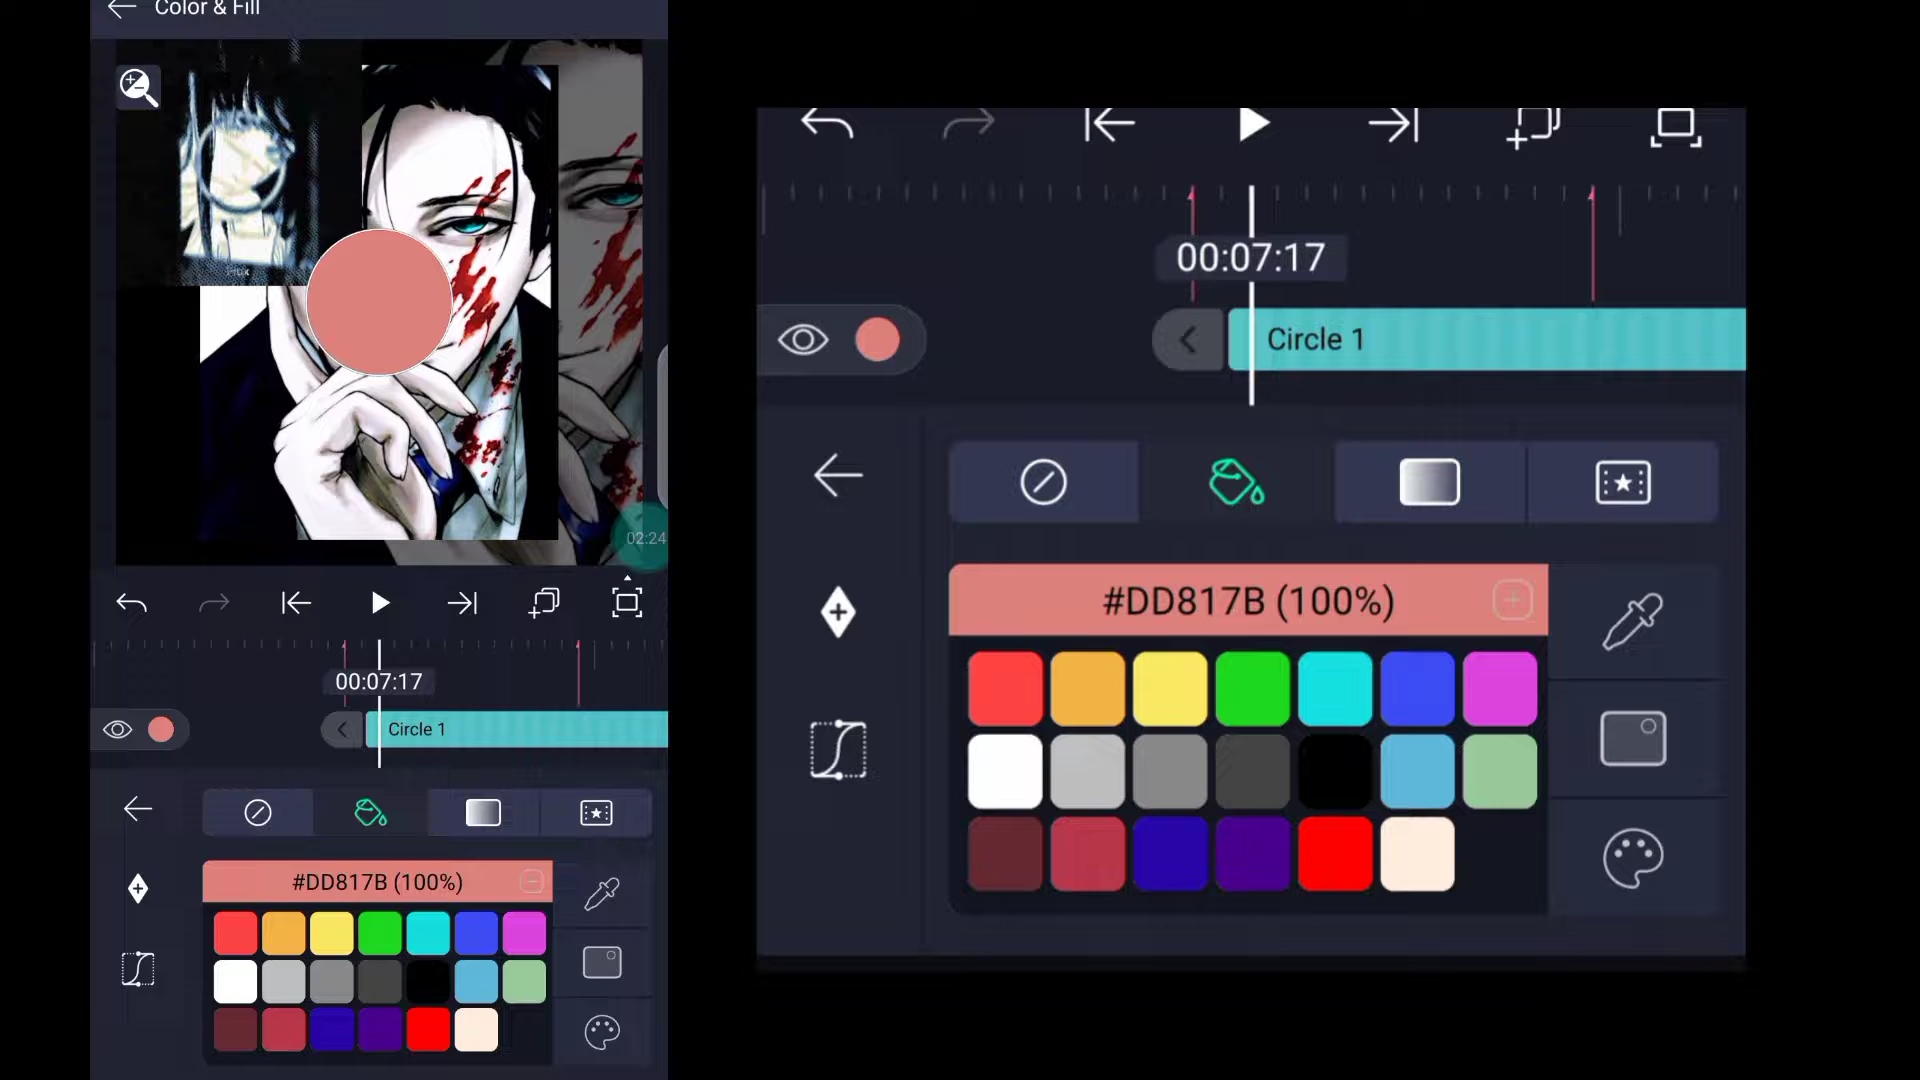 Color & Fill
02:24
00:07:17
Circle 1
#DD817B (100%)
00:07:17
Circle 1
#DD817B (100%)